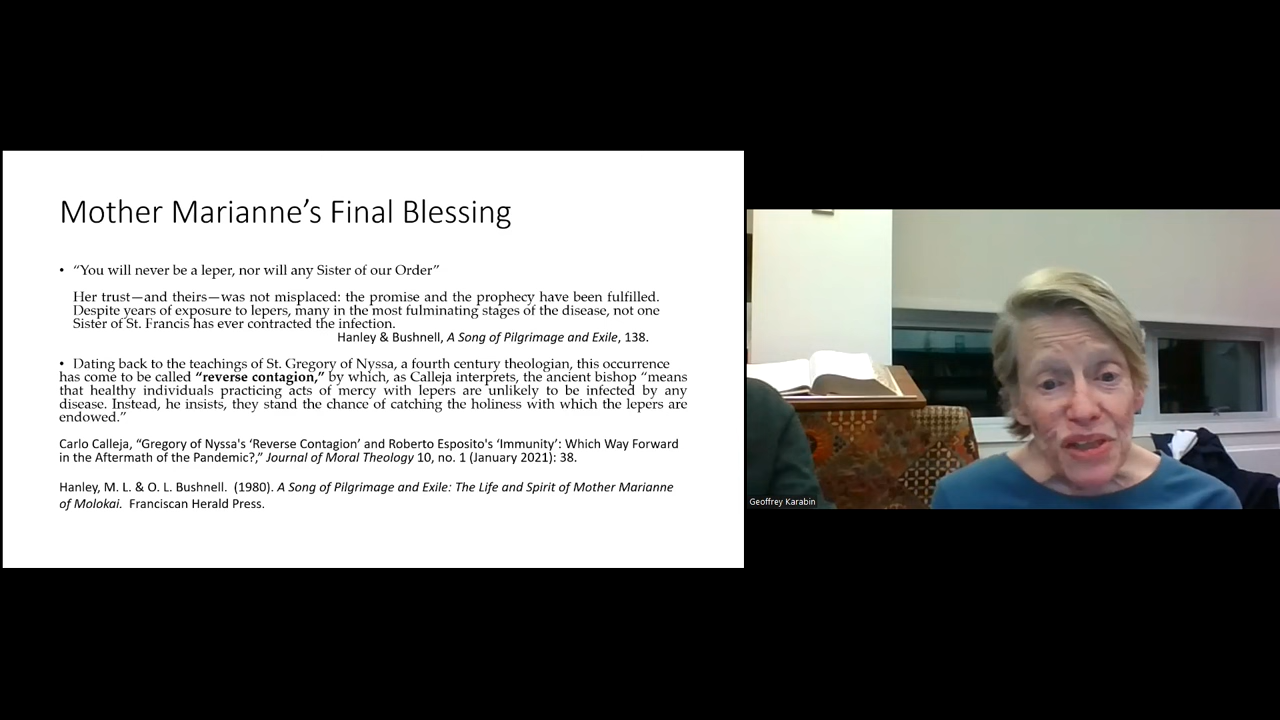 Mother Marianne’s Final Blessing
• “You will never be a leper, nor will any Sister of our Order”
Her trust—and theirs—was not misplaced: the promise and the prophecy have been fulfilled.
Despite years of exposure to lepers, many in the most fulminating stages of the disease, not one
Sister of St. Francis has ever contracted the infection.
Hanley & Bushnell, A Song of Pilgrimage and Exile, 138.
• Dating back to the teachings of St. Gregory of Nyssa, a fourth century theologian, this occurrence
has come to be called “reverse contagion,” by which, as Calleja interprets, the ancient bishop “means
that healthy individuals practicing acts of mercy with lepers are unlikely to be infected by any
disease. Instead, he insists, they stand the chance of catching the holiness with which the lepers are
endowed.”
Carlo Calleja, “Gregory of Nyssa's ‘Reverse Contagion’ and Roberto Esposito's ‘Immunity’: Which Way Forward
in the Aftermath of the Pandemic?,” Journal of Moral Theology 10, no. 1 (January 2021): 38.
Hanley, M. L. & O. L. Bushnell. (1980). A Song of Pilgrimage and Exile: The Life and Spirit of Mother Marianne
of Molokai. Franciscan Herald Press.
Geoffrey Karabin